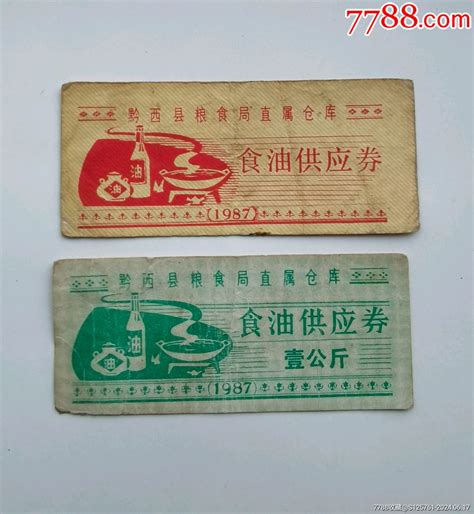 7788.com
黔西县粮食局直属仓库
食油供应券
油
油
(1987)
黔西县粮食局直属仓库
食油供应券
壹公斤
油
油
(1987)